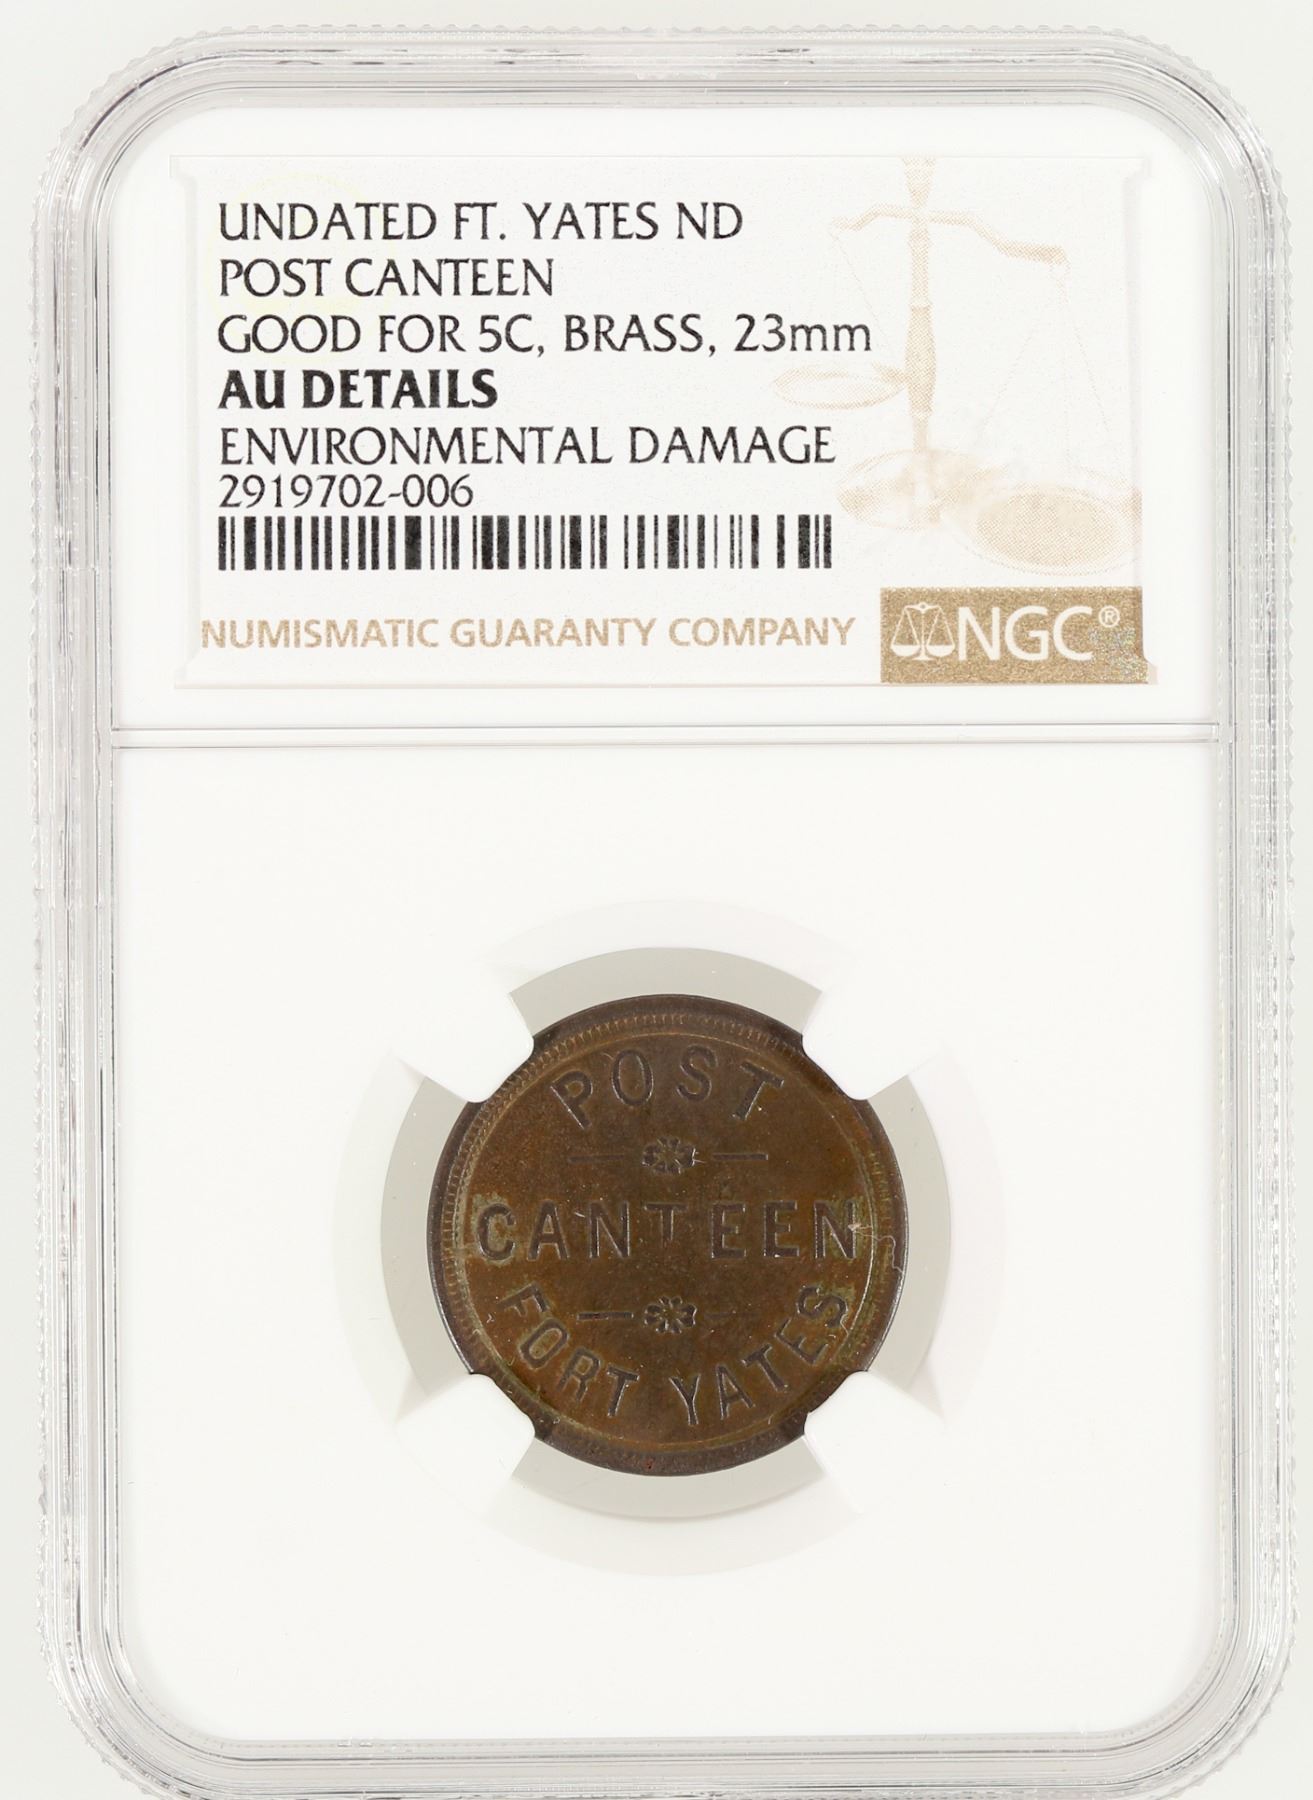 UNDATED FT. YATES ND
POST CANTEEN
GOOD FOR 5C, BRASS, 23mm
AU DETAILS
ENVIRONMENTAL DAMAGE
2919702-006
NUMISMATIC GUARANTY COMPANY
NGC®
POST
CANTEEN
FORT YATES